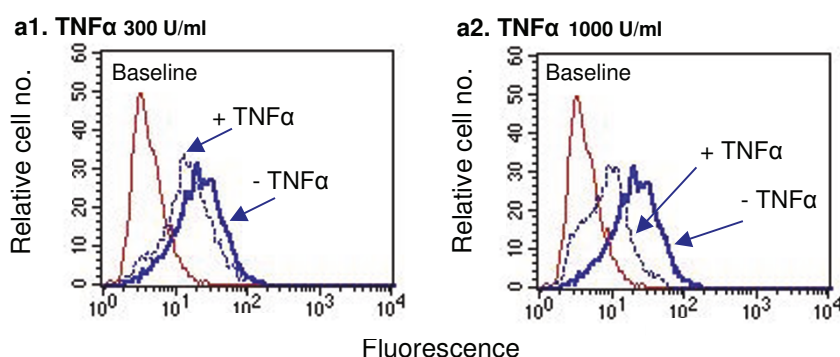 a1. TNFα 300 U/ml
Relative cell no.
60
50
40
30
20
10
0
Baseline
+ TNFα
- TNFα
10⁰ 10¹ 10² 10³ 10⁴
a2. TNFα 1000 U/ml
Relative cell no.
60
50
40
30
20
10
0
Baseline
+ TNFα
- TNFα
10⁰ 10¹ 10² 10³ 10⁴
Fluorescence